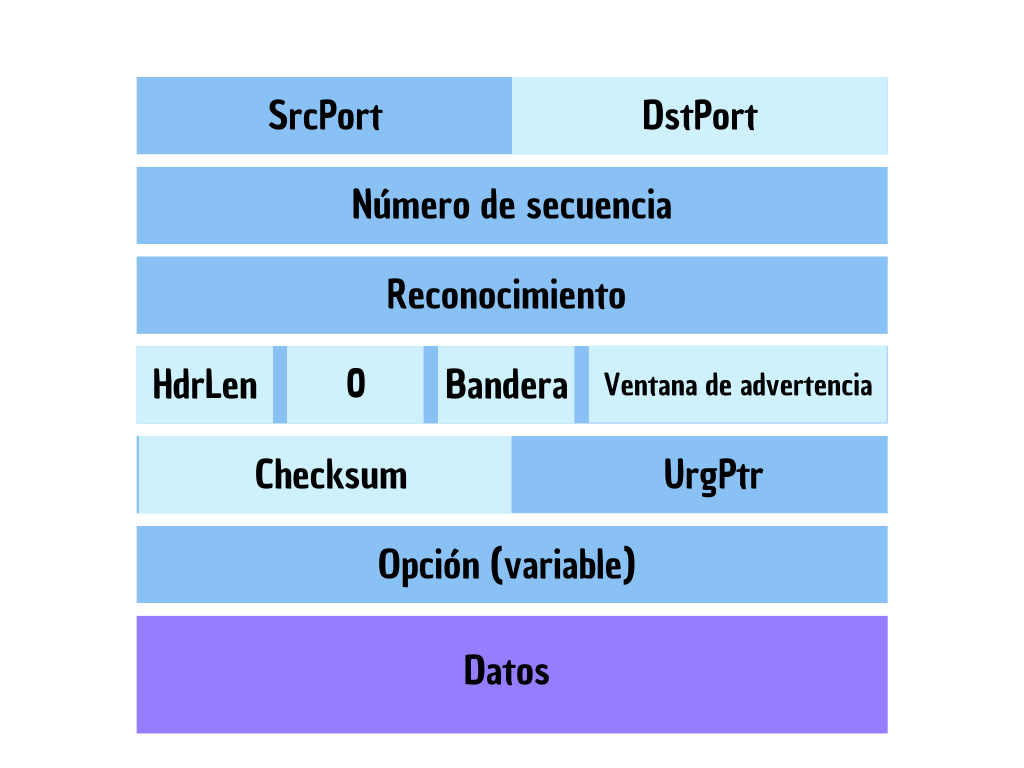 SrcPort DstPort
Número de secuencia
Reconocimiento
HdrLen 0 Bandera Ventana de advertencia
Checksum UrgPtr
Opción (variable)
Datos